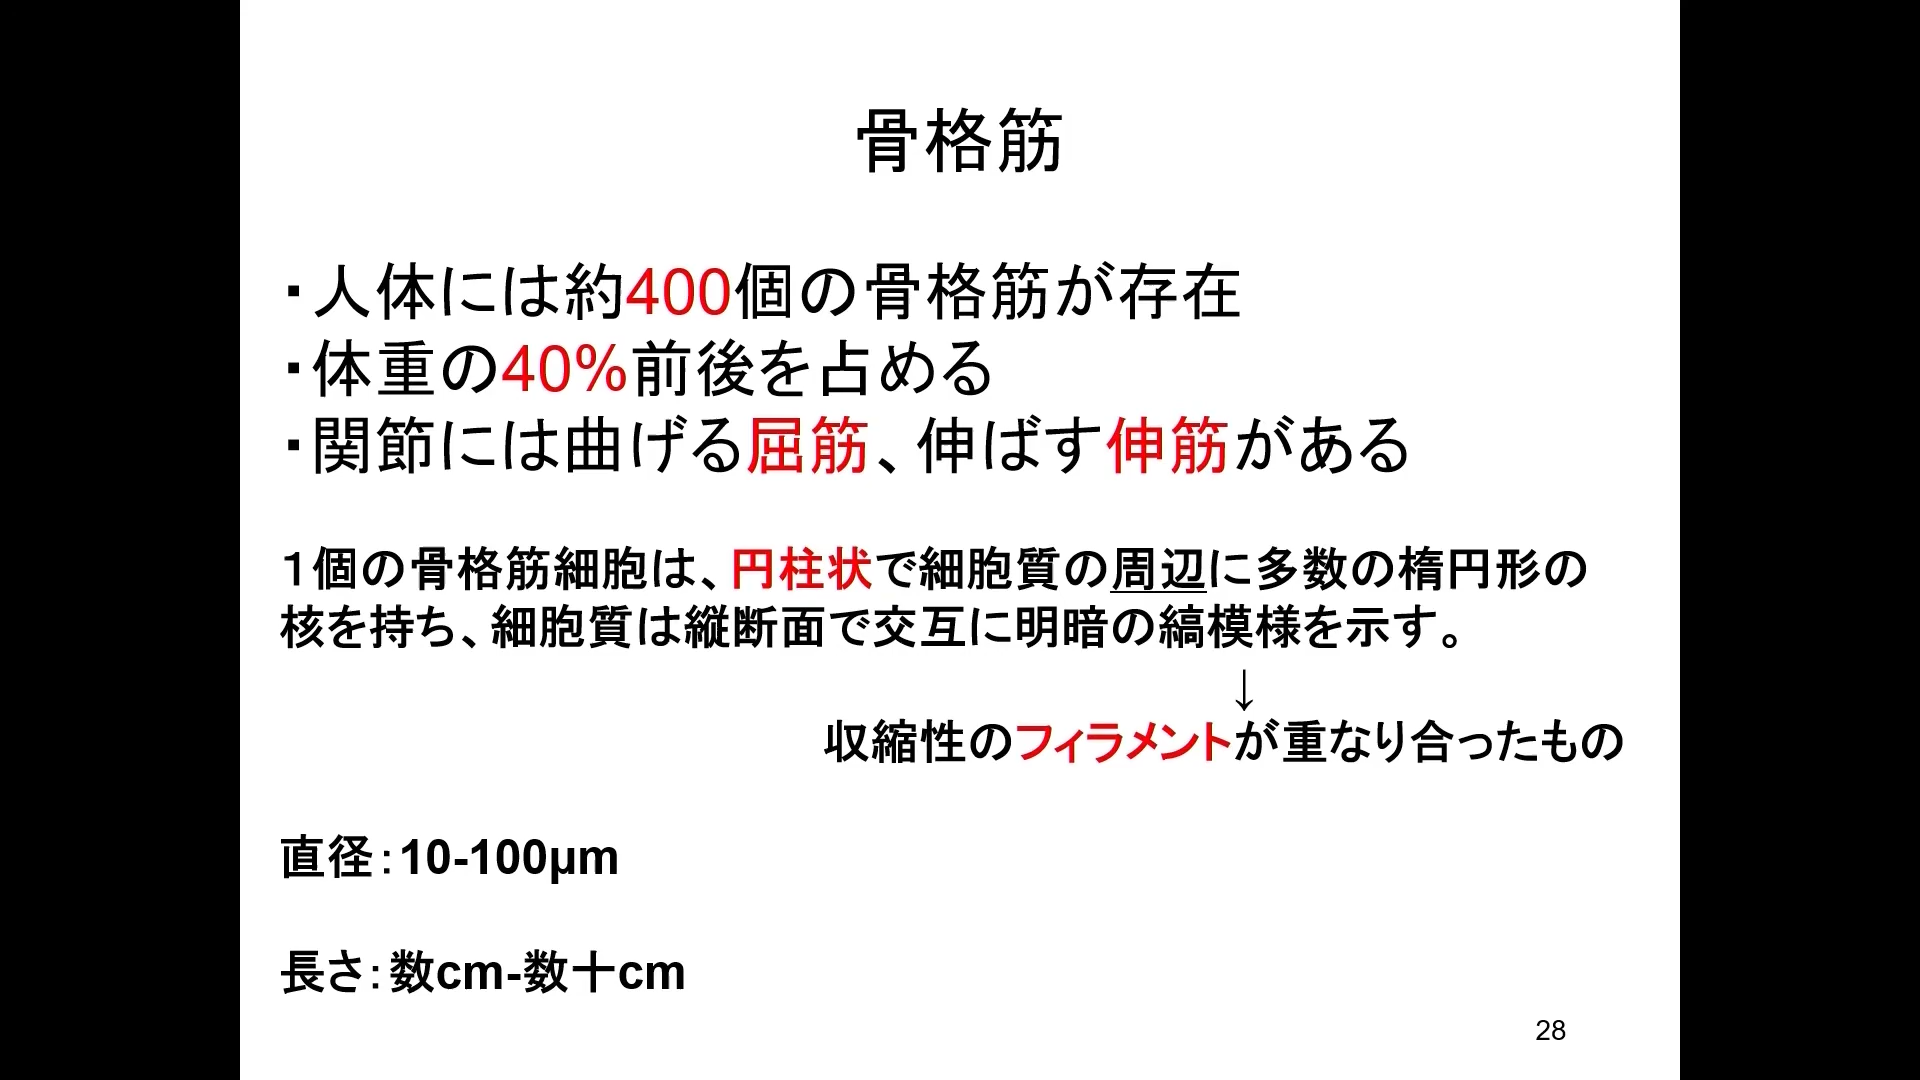 骨格筋
・人体には約400個の骨格筋が存在
・体重の40%前後を占める
・関節には曲げる屈筋、伸ばす伸筋がある
１個の骨格筋細胞は、円柱状で細胞質の周辺に多数の楕円形の
核を持ち、細胞質は縦断面で交互に明暗の縞模様を示す。
↓
収縮性のフィラメントが重なり合ったもの
直径：10-100μm
長さ：数cm-数十cm
28